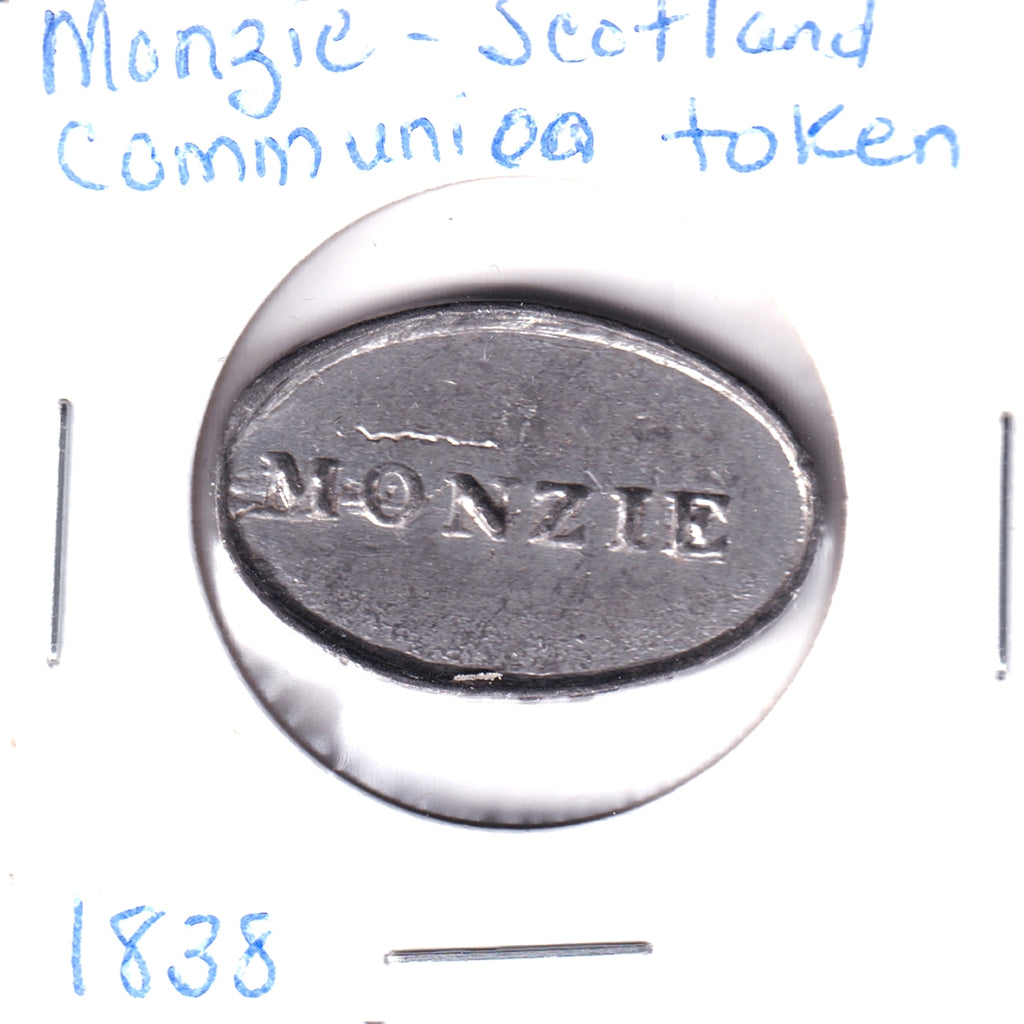 Monzie - Scotland
Communion token
MONZIE
1838